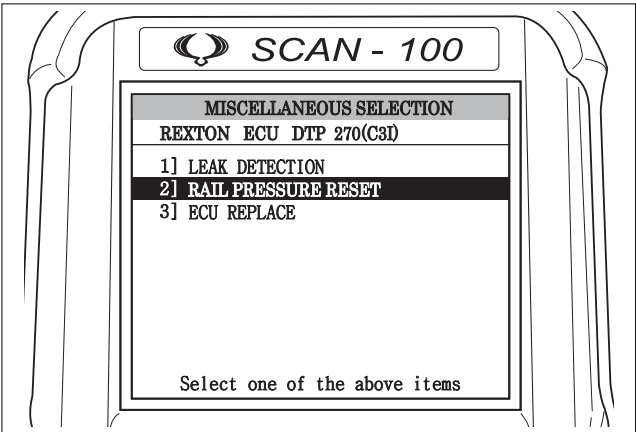 SCAN - 100
MISCELLANEOUS SELECTION
REXTON ECU DTP 270(C3I)
1] LEAK DETECTION
2] RAIL PRESSURE RESET
3] ECU REPLACE
Select one of the above items